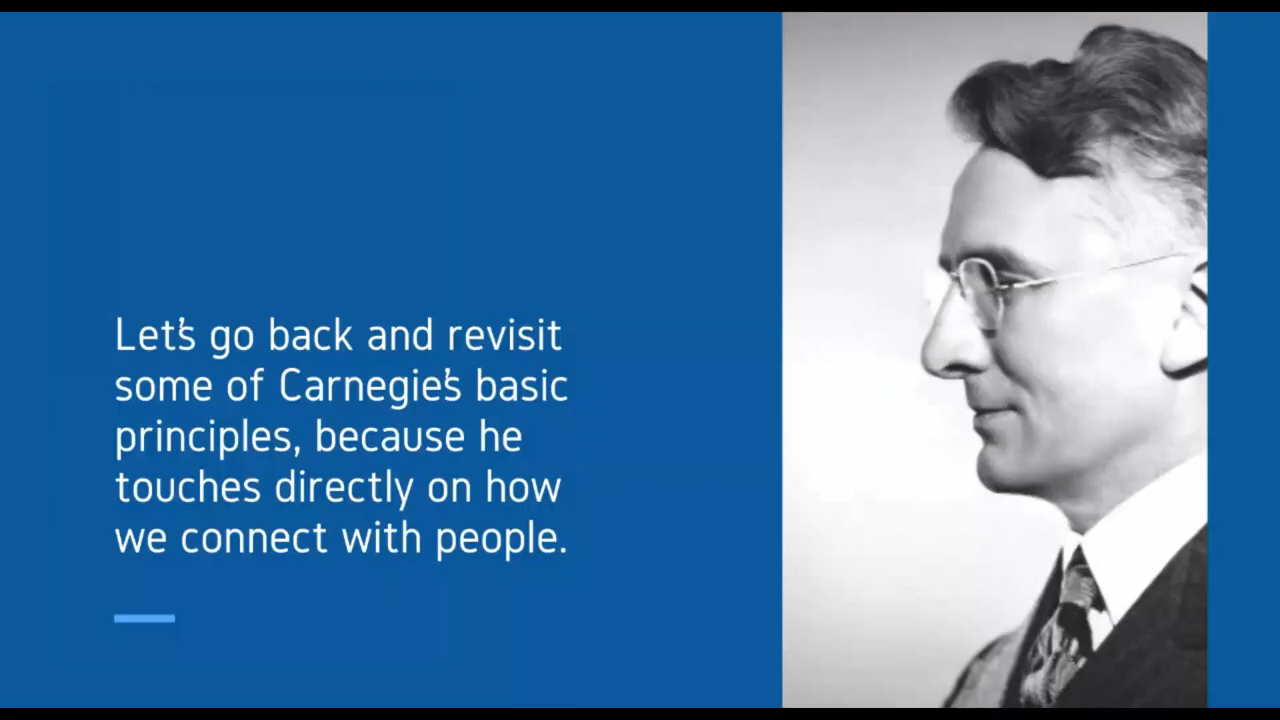 Let's go back and revisit
some of Carnegie's basic
principles, because he
touches directly on how
we connect with people.